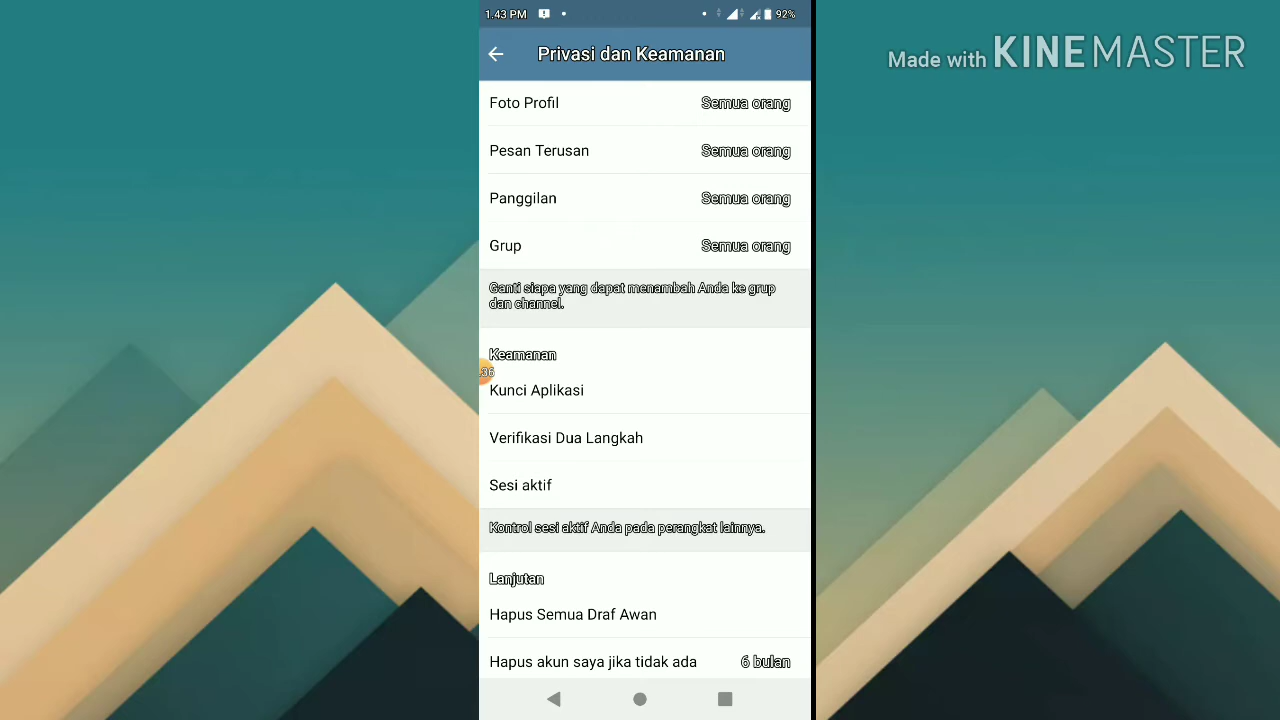 1.43 PM
92%
Made with KINEMASTER
Privasi dan Keamanan
Foto Profil Semua orang
Pesan Terusan Semua orang
Panggilan Semua orang
Grup Semua orang
Ganti siapa yang dapat menambah Anda ke grup
dan channel.
Keamanan
:36
Kunci Aplikasi
Verifikasi Dua Langkah
Sesi aktif
Kontrol sesi aktif Anda pada perangkat lainnya.
Lanjutan
Hapus Semua Draf Awan
Hapus akun saya jika tidak ada 6 bulan